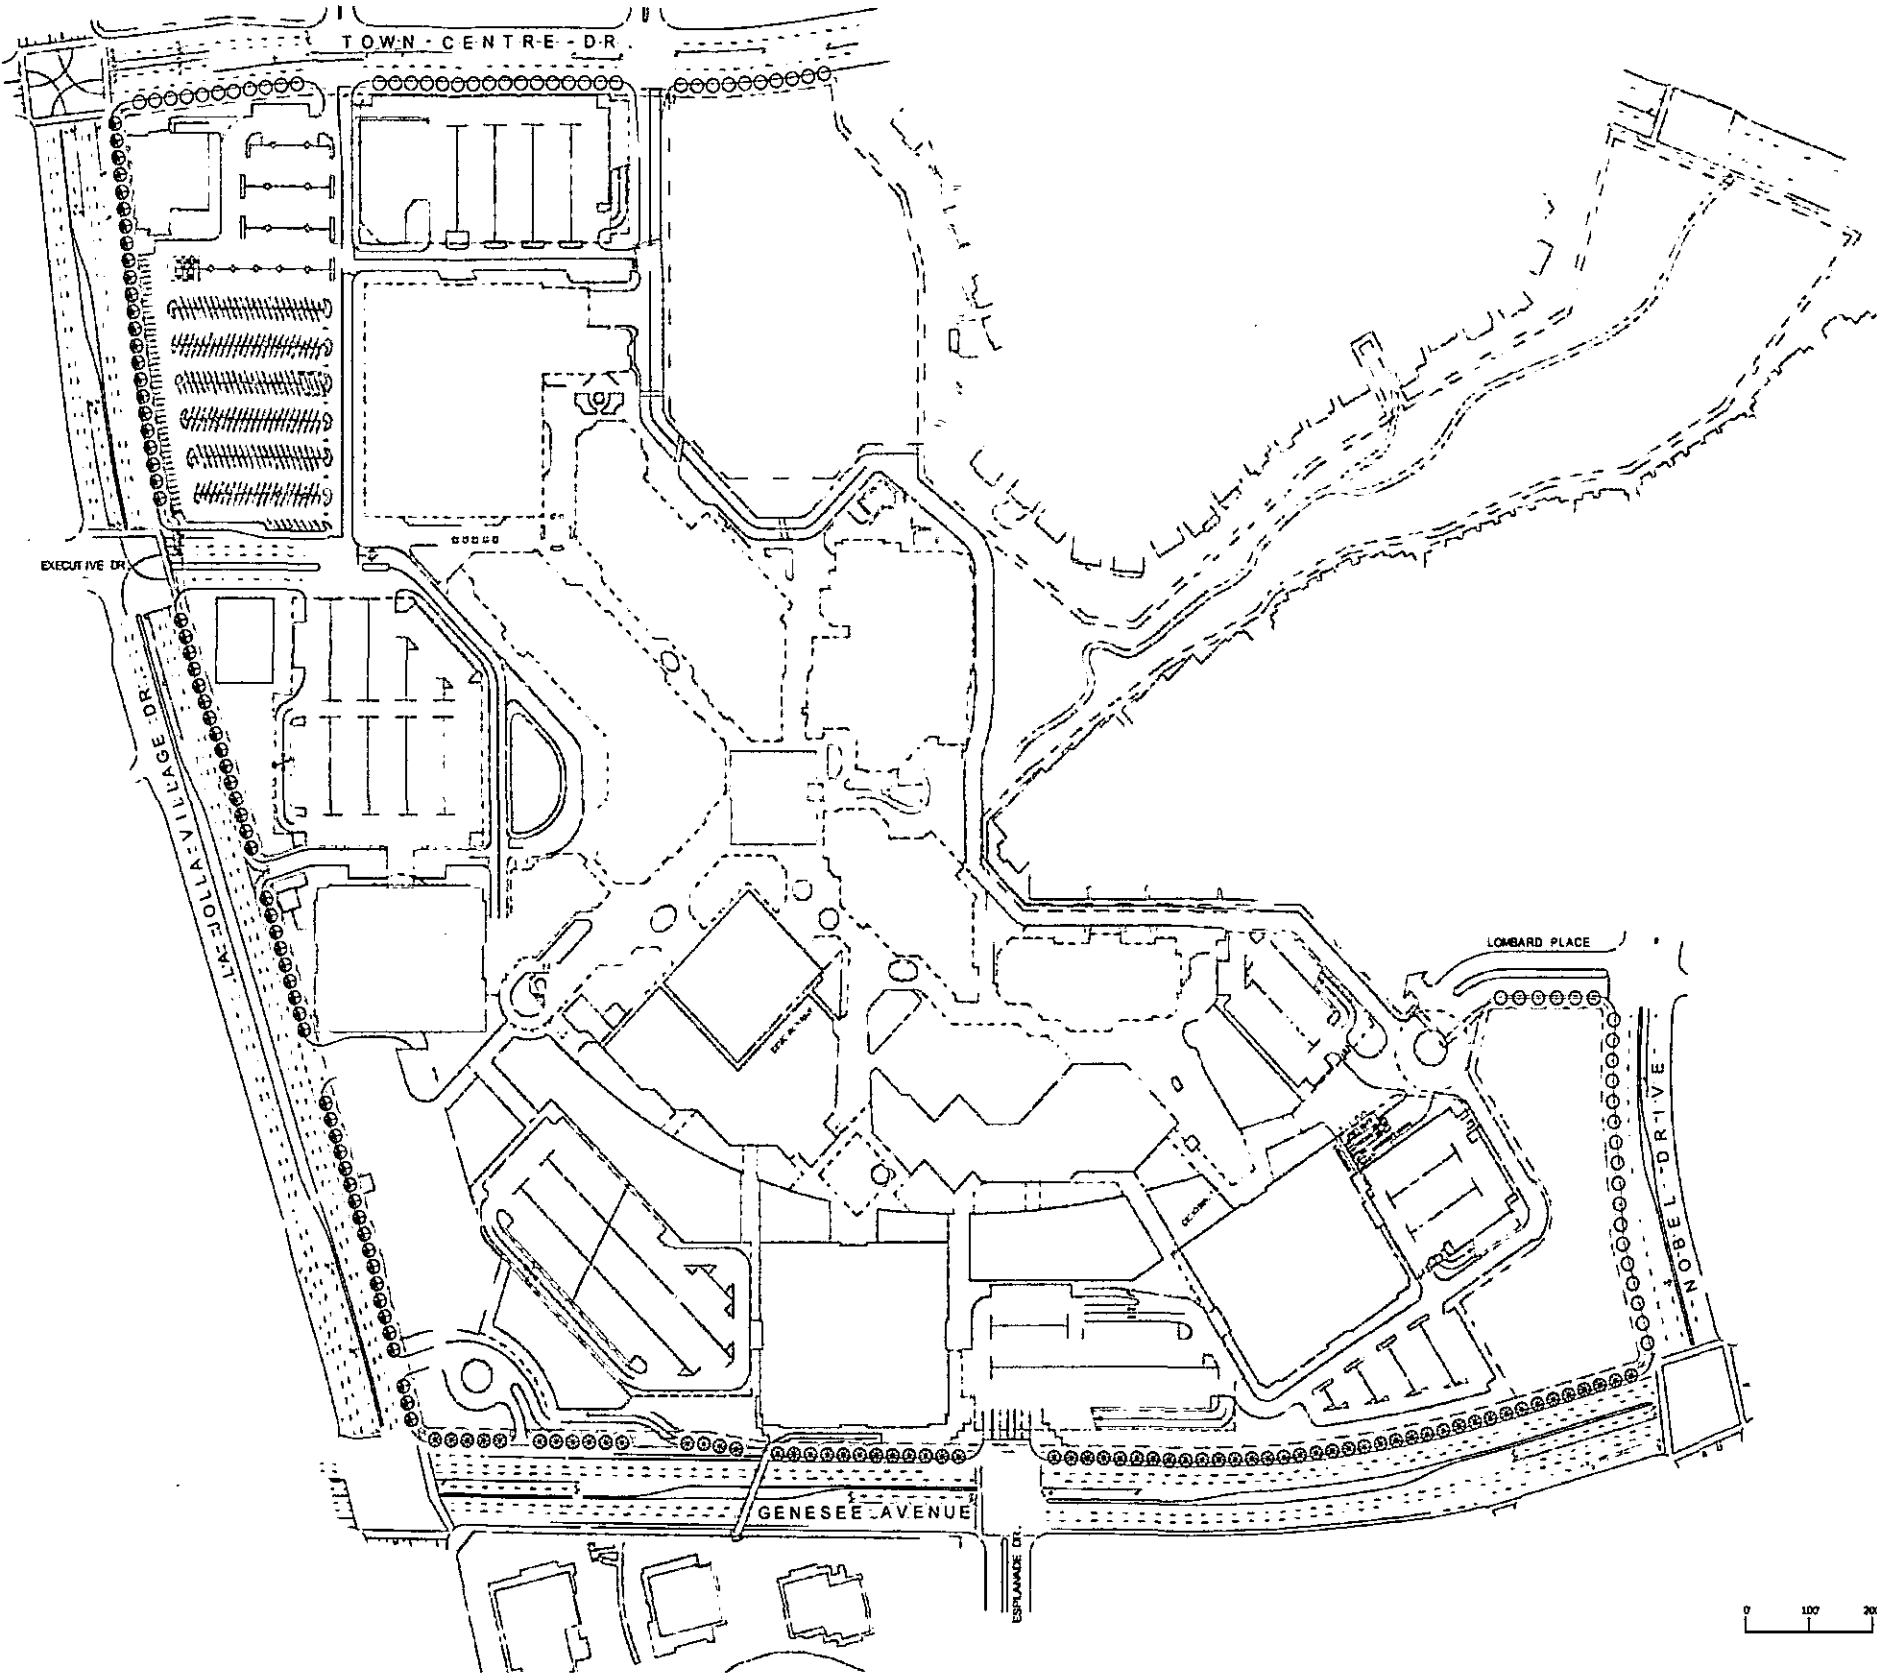 TOWN CENTRE DR.
EXECUTIVE DR.
LA JOLLA VILLAGE DR.
LOMBARD PLACE
NOBEL DRIVE
GENESEE AVENUE
ESPLANADE DR.
0' 100' 200